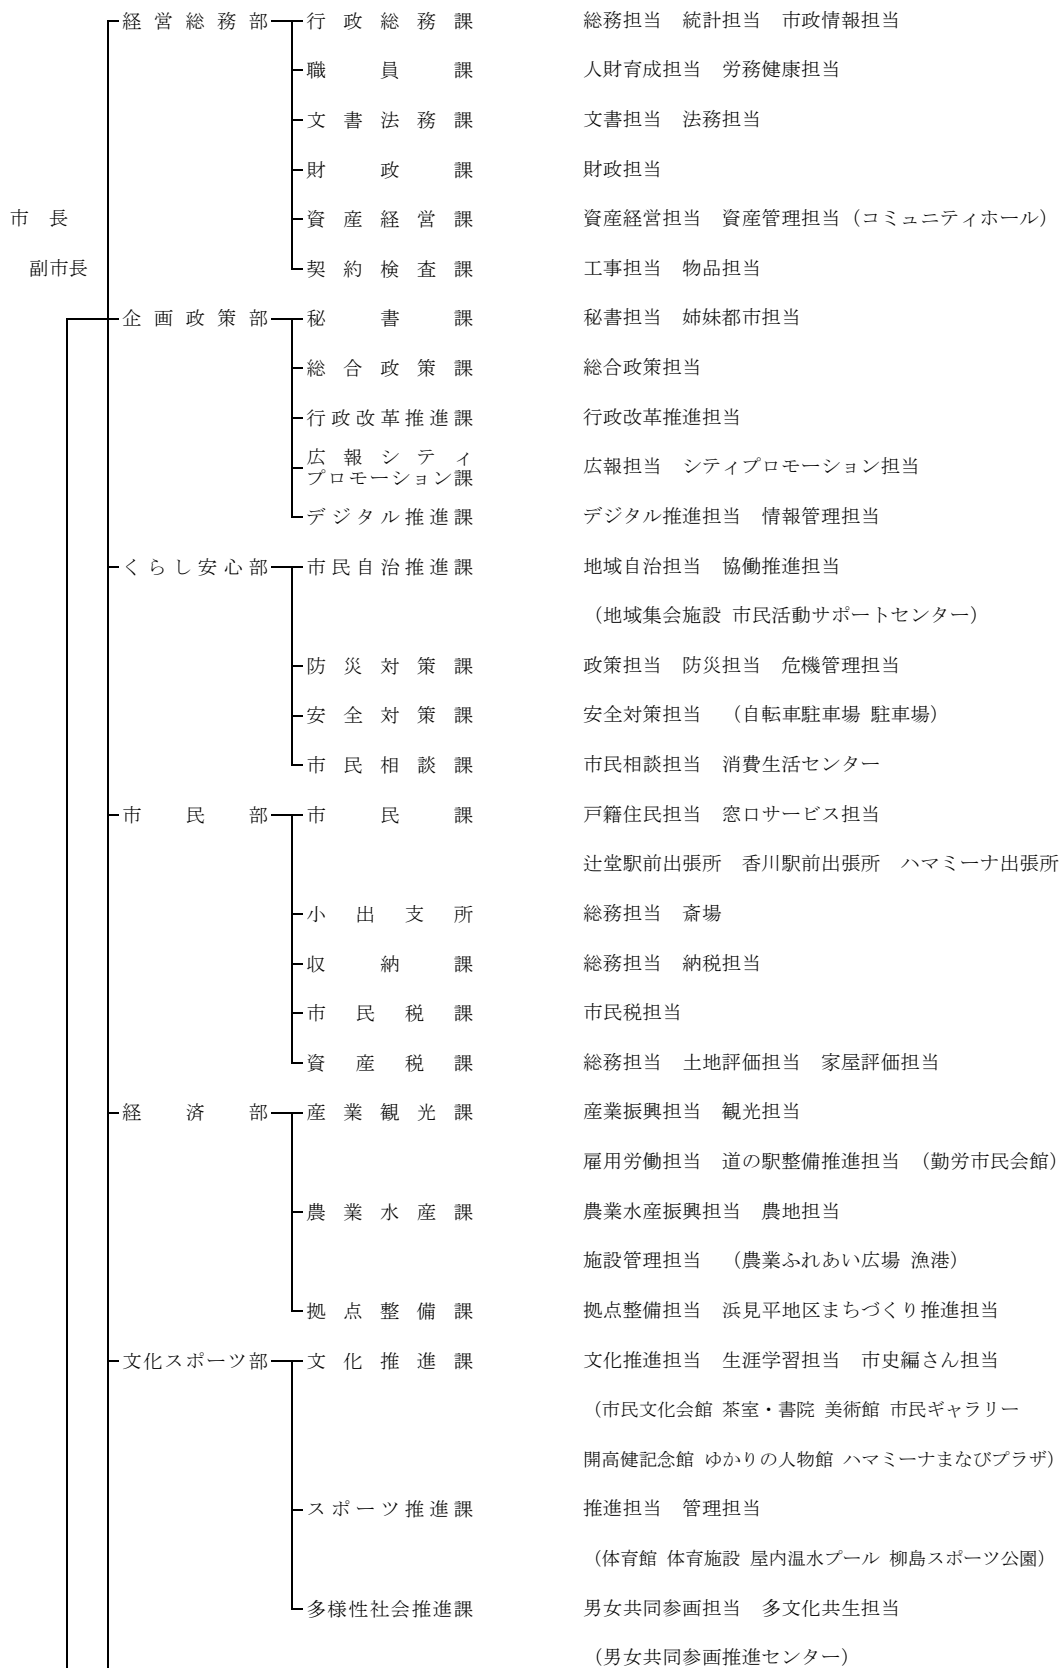 経営総務部 行政総務課 総務担当 統計担当 市政情報担当
職員課 人財育成担当 労務健康担当
文書法務課 文書担当 法務担当
財政課 財政担当
市長 資産経営課 資産経営担当 資産管理担当（コミュニティホール）
副市長 契約検査課 工事担当 物品担当
企画政策部 秘書課 秘書担当 姉妹都市担当
総合政策課 総合政策担当
行政改革推進課 行政改革推進担当
広報シティ
プロモーション課 広報担当 シティプロモーション担当
デジタル推進課 デジタル推進担当 情報管理担当
くらし安心部 市民自治推進課 地域自治担当 協働推進担当
（地域集会施設 市民活動サポートセンター）
防災対策課 政策担当 防災担当 危機管理担当
安全対策課 安全対策担当 （自転車駐車場 駐車場）
市民相談課 市民相談担当 消費生活センター
市民部 市民課 戸籍住民担当 窓口サービス担当
辻堂駅前出張所 香川駅前出張所 ハマミーナ出張所
小出支所 総務担当 斎場
収納課 総務担当 納税担当
市民税課 市民税担当
資産税課 総務担当 土地評価担当 家屋評価担当
経済部 産業観光課 産業振興担当 観光担当
雇用労働担当 道の駅整備推進担当 （勤労市民会館）
農業水産課 農業水産振興担当 農地担当
施設管理担当 （農業ふれあい広場 漁港）
拠点整備課 拠点整備担当 浜見平地区まちづくり推進担当
文化スポーツ部 文化推進課 文化推進担当 生涯学習担当 市史編さん担当
（市民文化会館 茶室・書院 美術館 市民ギャラリー
開高健記念館 ゆかりの人物館 ハマミーナまなびプラザ）
スポーツ推進課 推進担当 管理担当
（体育館 体育施設 屋内温水プール 柳島スポーツ公園）
多様性社会推進課 男女共同参画担当 多文化共生担当
（男女共同参画推進センター）